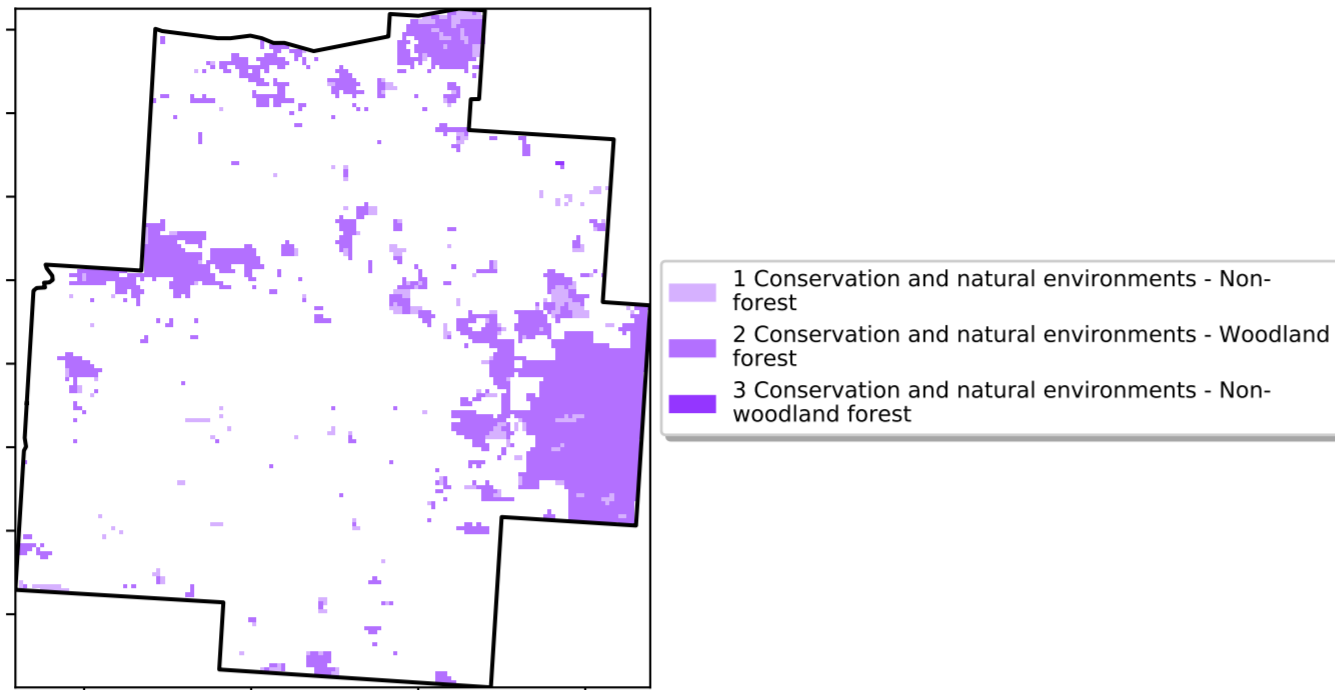 1 Conservation and natural environments - Non-
forest
2 Conservation and natural environments - Woodland
forest
3 Conservation and natural environments - Non-
woodland forest